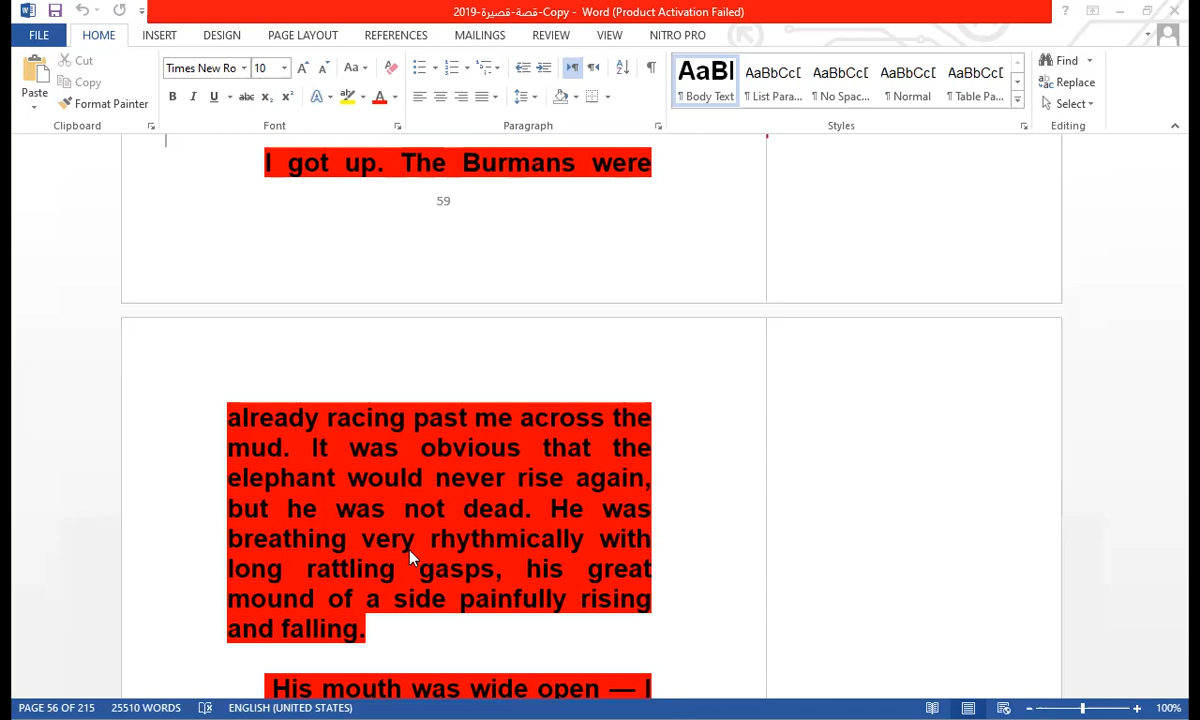 2019-قصة-قصيرة-Copy - Word (Product Activation Failed)
FILE HOME INSERT DESIGN PAGE LAYOUT REFERENCES MAILINGS REVIEW VIEW NITRO PRO
Cut
Copy
Paste
Format Painter
Clipboard
Times New Ro 10
Font
Paragraph
AaBl AaBbCcD AaBbCcD AaBbCcD AaBbCcD
¶ Body Text ¶ List Para... ¶ No Spac... ¶ Normal ¶ Table Pa...
Styles
Find
Replace
Select
Editing
I got up. The Burmans were
59
already racing past me across the
mud. It was obvious that the
elephant would never rise again,
but he was not dead. He was
breathing very rhythmically with
long rattling gasps, his great
mound of a side painfully rising
and falling.
His mouth was wide open — I
PAGE 56 OF 215 25510 WORDS ENGLISH (UNITED STATES) 100%